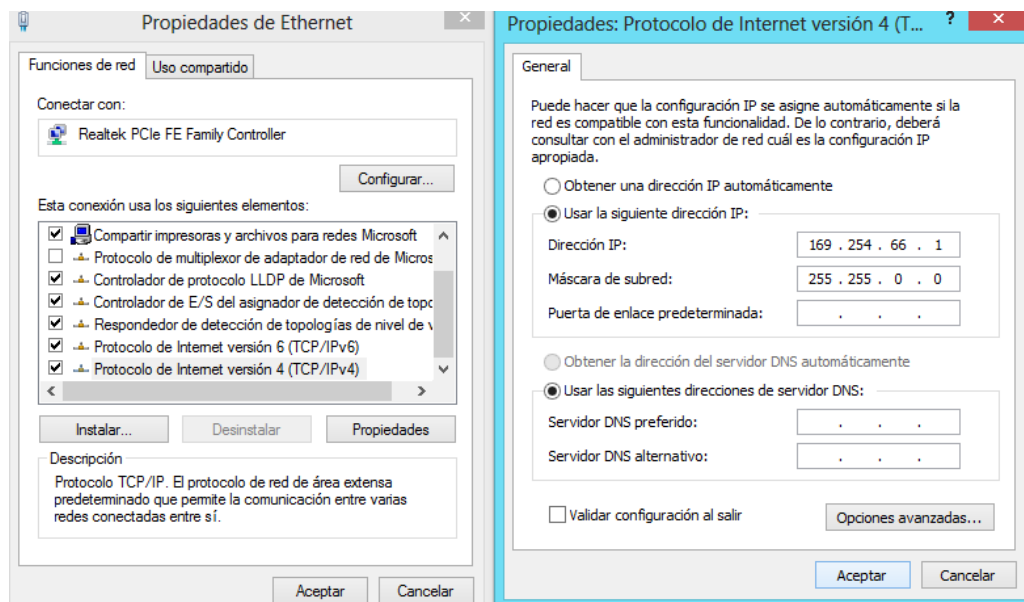 Propiedades de Ethernet
Funciones de red
Uso compartido
Conectar con:
Realtek PCIe FE Family Controller
Configurar...
Esta conexión usa los siguientes elementos:
Compartir impresoras y archivos para redes Microsoft
Protocolo de multiplexor de adaptador de red de Micros
Controlador de protocolo LLDP de Microsoft
Controlador de E/S del asignador de detección de topo
Respondedor de detección de topologías de nivel de v
Protocolo de Internet versión 6 (TCP/IPv6)
Protocolo de Internet versión 4 (TCP/IPv4)
Instalar...
Desinstalar
Propiedades
Descripción
Protocolo TCP/IP. El protocolo de red de área extensa
predeterminado que permite la comunicación entre varias
redes conectadas entre sí.
Aceptar
Cancelar
Propiedades: Protocolo de Internet versión 4 (T...
?
General
Puede hacer que la configuración IP se asigne automáticamente si la
red es compatible con esta funcionalidad. De lo contrario, deberá
consultar con el administrador de red cuál es la configuración IP
apropiada.
Obtener una dirección IP automáticamente
Usar la siguiente dirección IP:
Dirección IP:
169 . 254 . 66 . 1
Máscara de subred:
255 . 255 . 0 . 0
Puerta de enlace predeterminada:
. . .
Obtener la dirección del servidor DNS automáticamente
Usar las siguientes direcciones de servidor DNS:
Servidor DNS preferido:
. . .
Servidor DNS alternativo:
. . .
Validar configuración al salir
Opciones avanzadas...
Aceptar
Cancelar